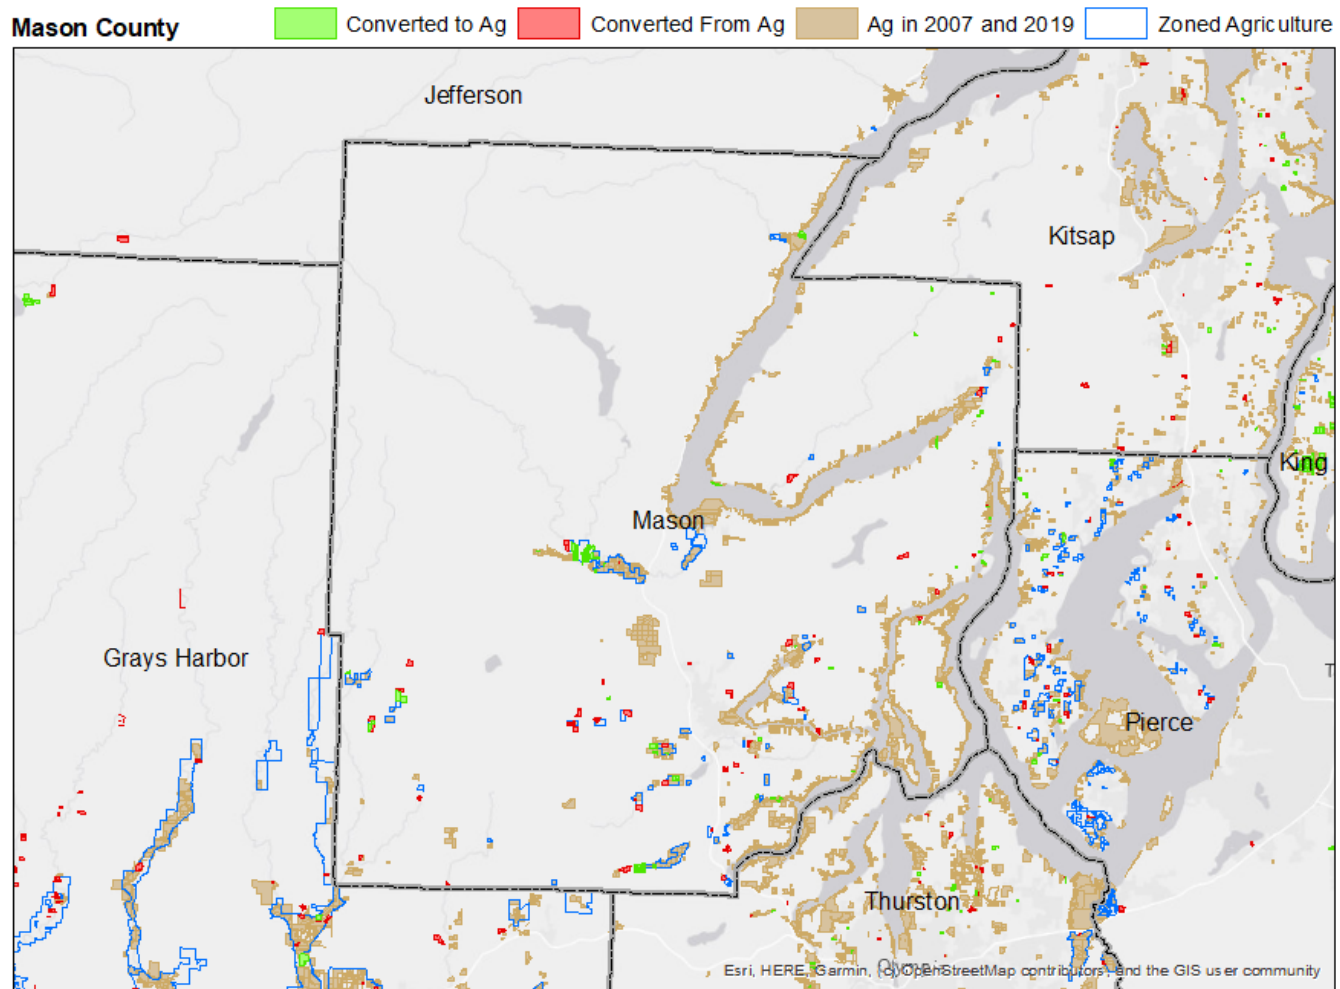 Mason County
Converted to Ag
Converted From Ag
Ag in 2007 and 2019
Zoned Agriculture
Jefferson
Kitsap
King
Mason
Grays Harbor
Pierce
Thurston
Esri, HERE, Garmin, (c) OpenStreetMap contributors, and the GIS user community